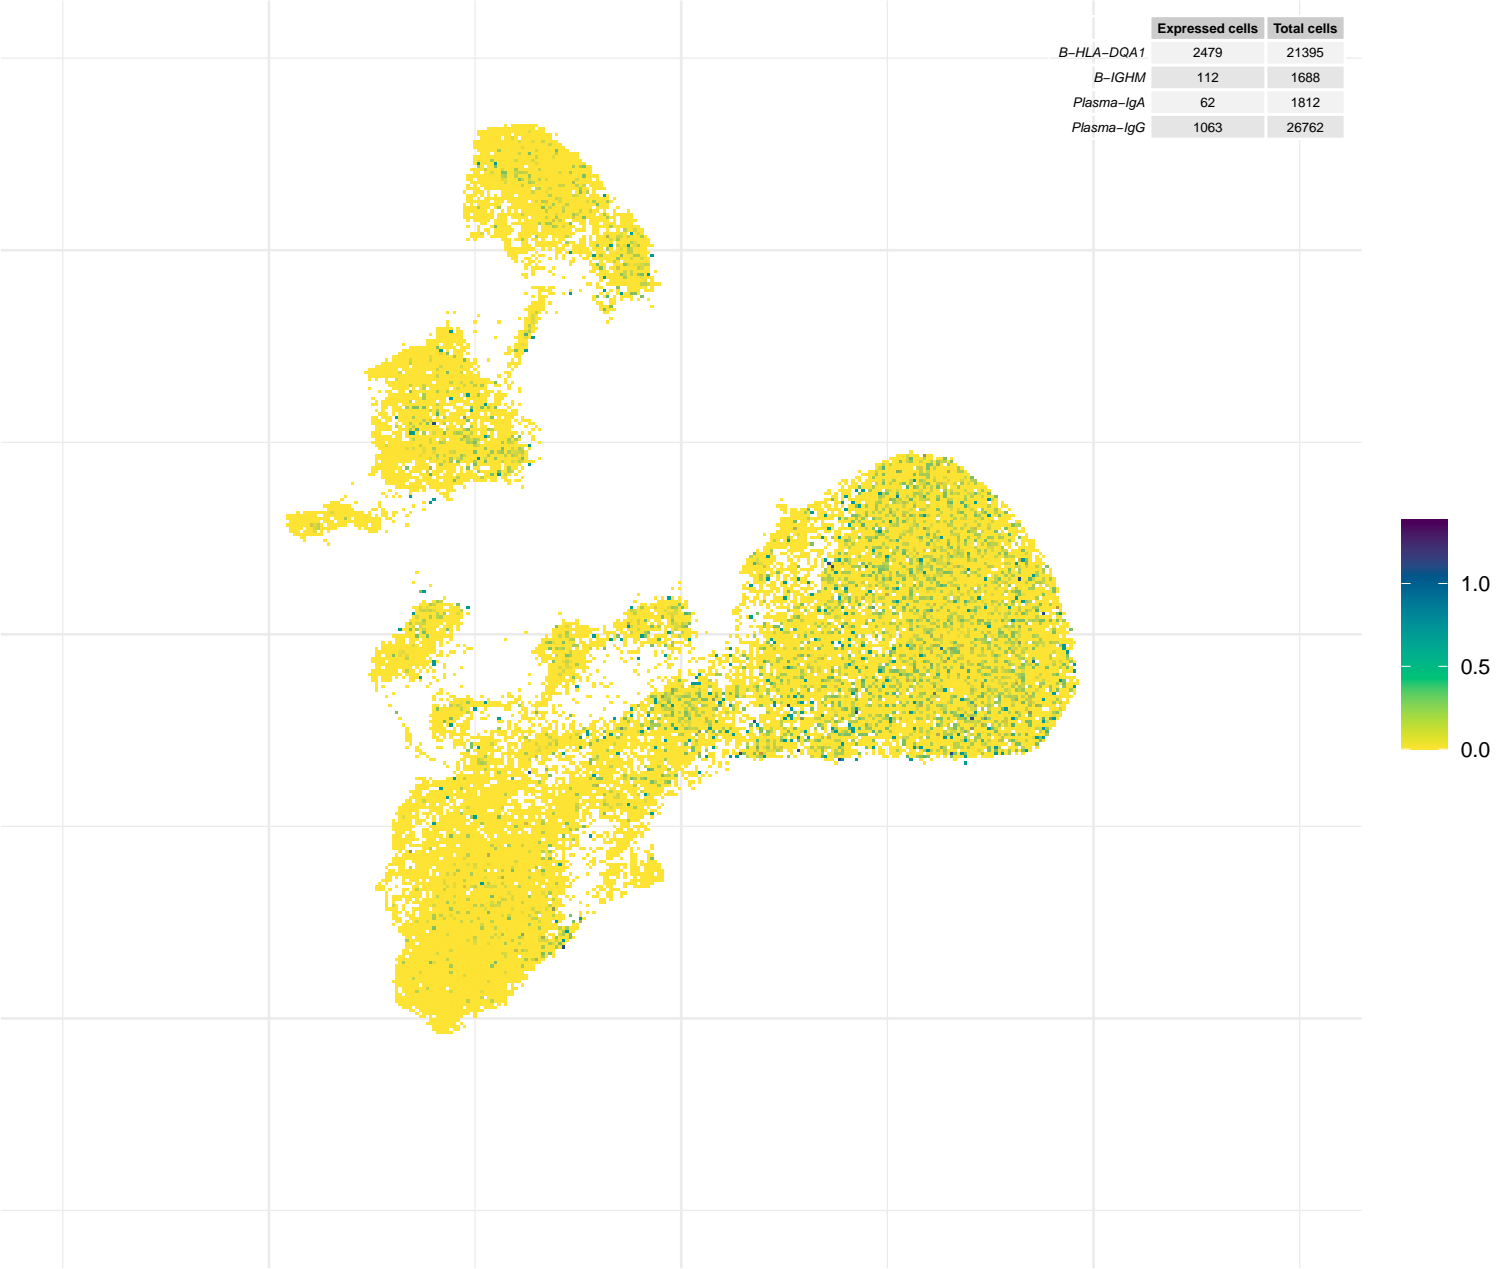 Expressed cells Total cells
B−HLA−DQA1 2479 21395
B−IGHM 112 1688
Plasma−IgA 62 1812
Plasma−IgG 1063 26762
1.0
0.5
0.0